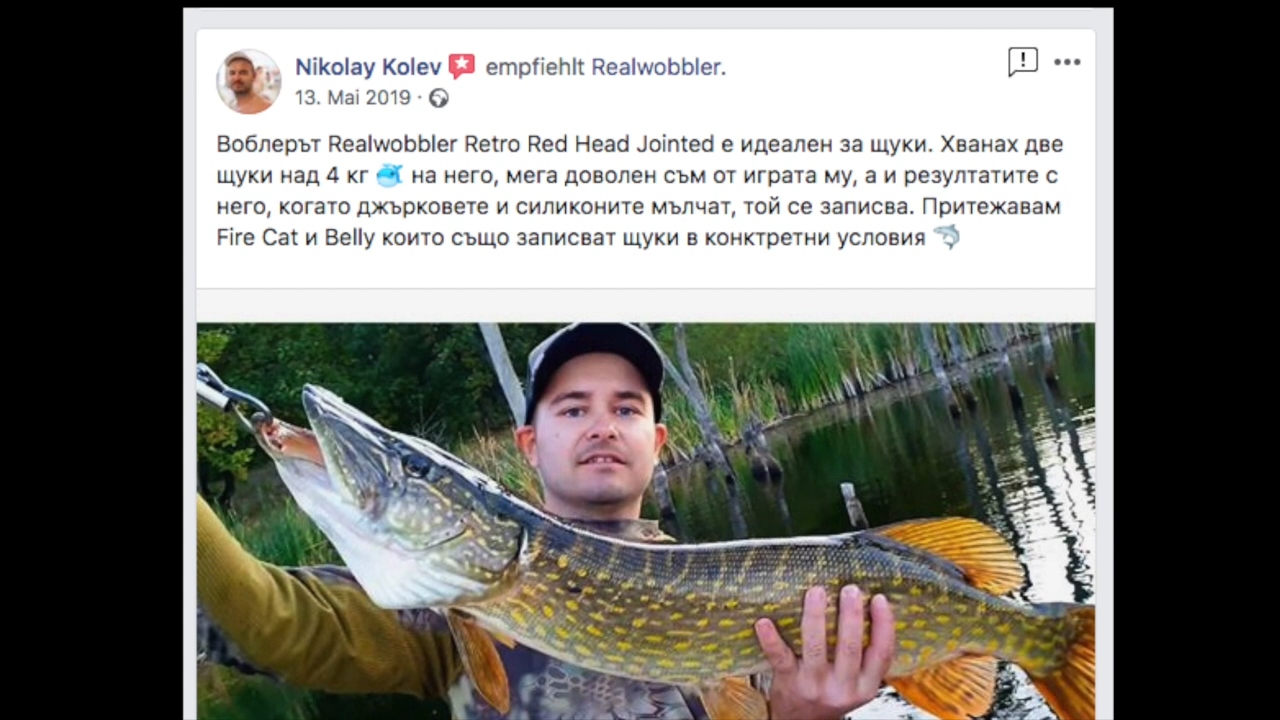 Nikolay Kolev empfiehlt Realwobbler.
13. Mai 2019 ·
Воблерът Realwobbler Retro Red Head Jointed е идеален за щуки. Хванах две
щуки над 4 кг 🐳 на него, мега доволен съм от играта му, а и резултатите с
него, когато джърковете и силиконите мълчат, той се записва. Притежавам
Fire Cat и Belly които също записват щуки в конктретни условия 🐬